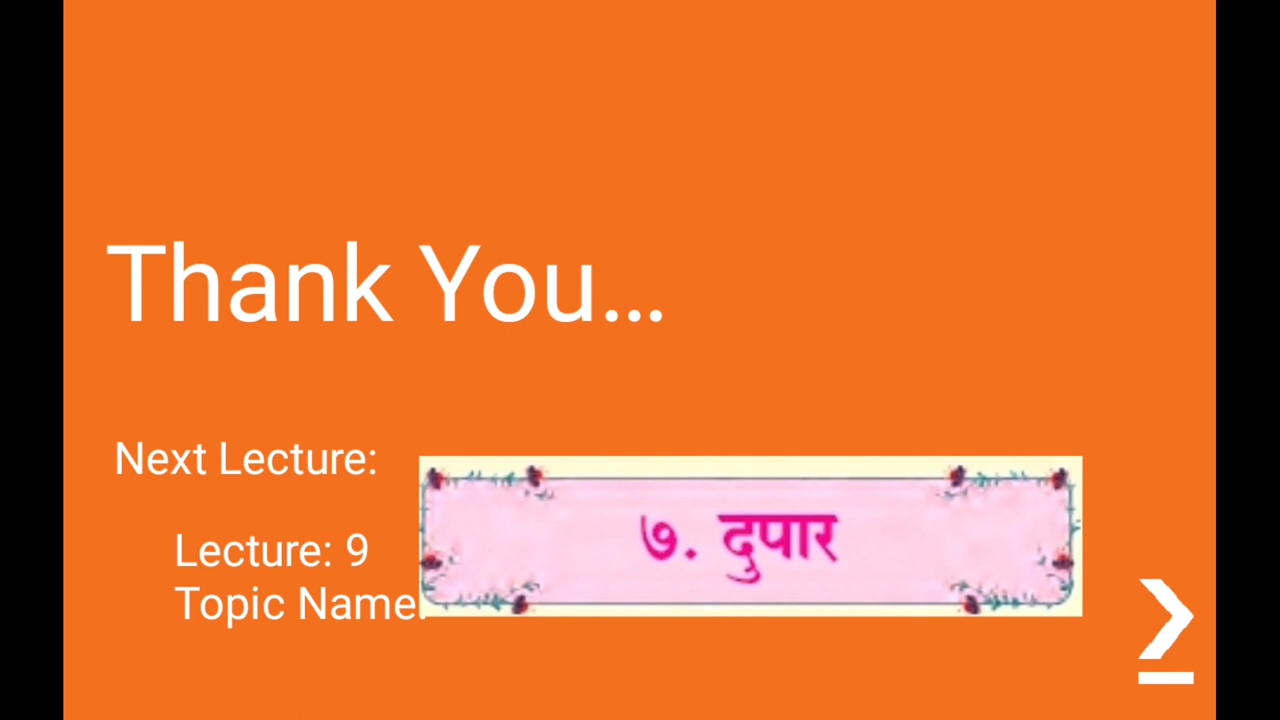 Thank You...
Next Lecture:
७. दुपार
Lecture: 9
Topic Name: